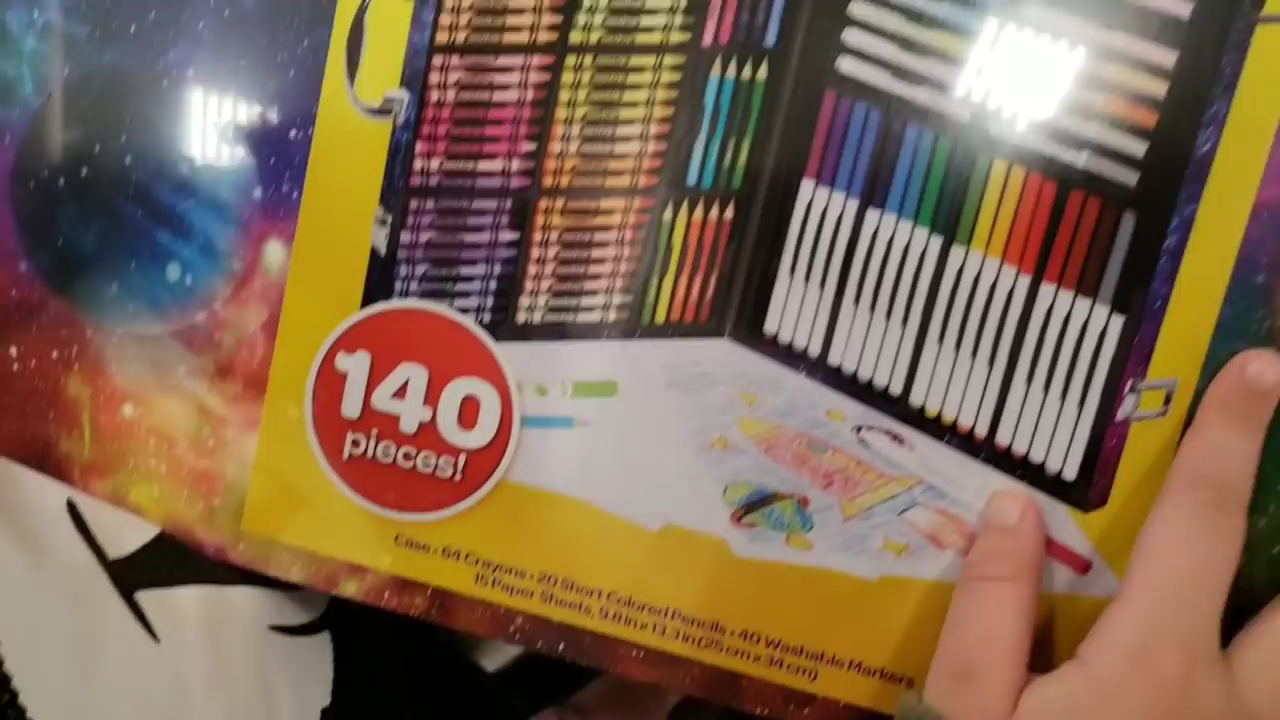 140
pieces!
Case • 64 Crayons • 20 Short Colored Pencils • 40 Washable Markers
15 Paper Sheets, 9.8 in x 13.3 in (25 cm x 34 cm)